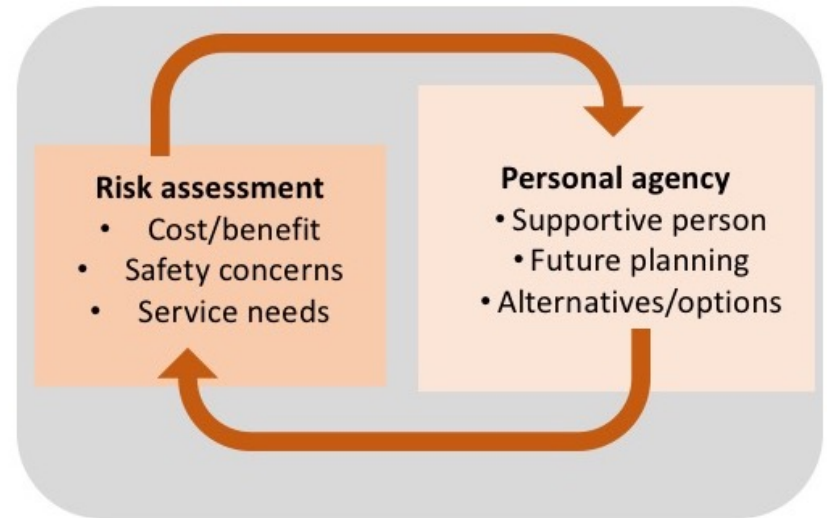 Risk assessment
• Cost/benefit
• Safety concerns
• Service needs
Personal agency
• Supportive person
• Future planning
• Alternatives/options